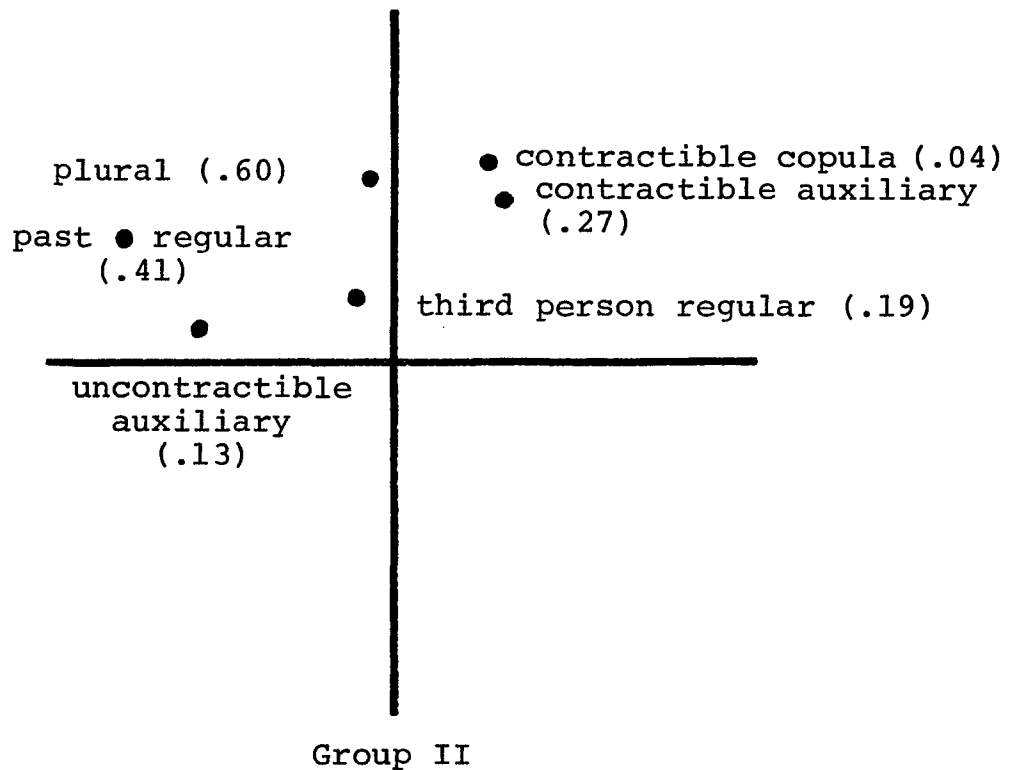 plural (.60)
contractible copula (.04)
contractible auxiliary
(.27)
past regular
(.41)
third person regular (.19)
uncontractible
auxiliary
(.13)
Group II